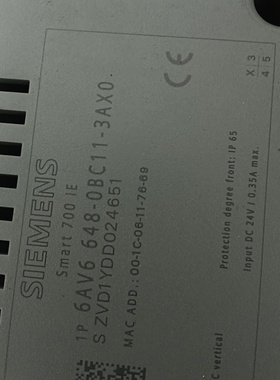 SIEMENS
Smart 700 IE
1P 6AV6 648-0BC11-3AX0
S ZVD1YDD024651
MAC ADD.: 00-1C-06-11-76-69
Protection degree front: IP 65
Input DC 24V / 0.35A max.
C vertical
X 3
4 5
CE